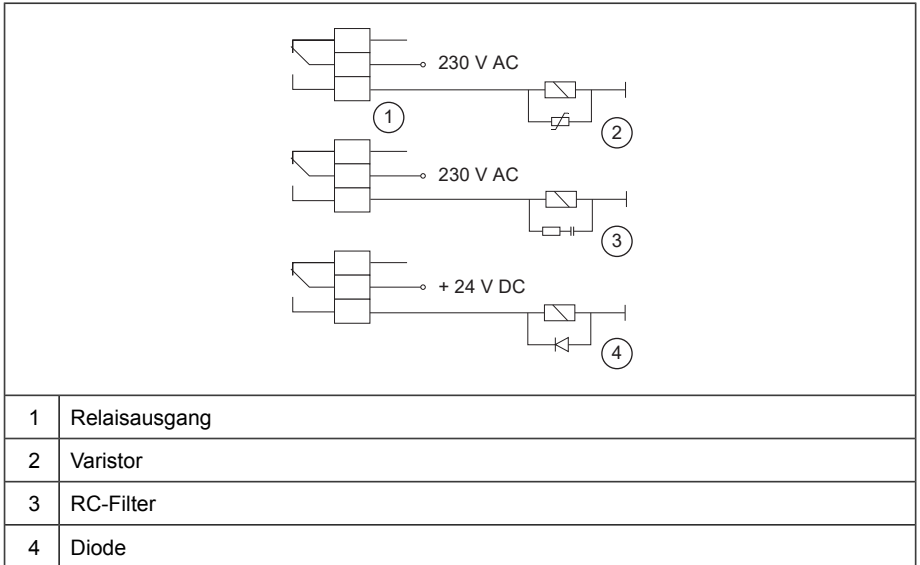 230 V AC
1
2
230 V AC
3
+ 24 V DC
4
1 Relaisausgang
2 Varistor
3 RC-Filter
4 Diode